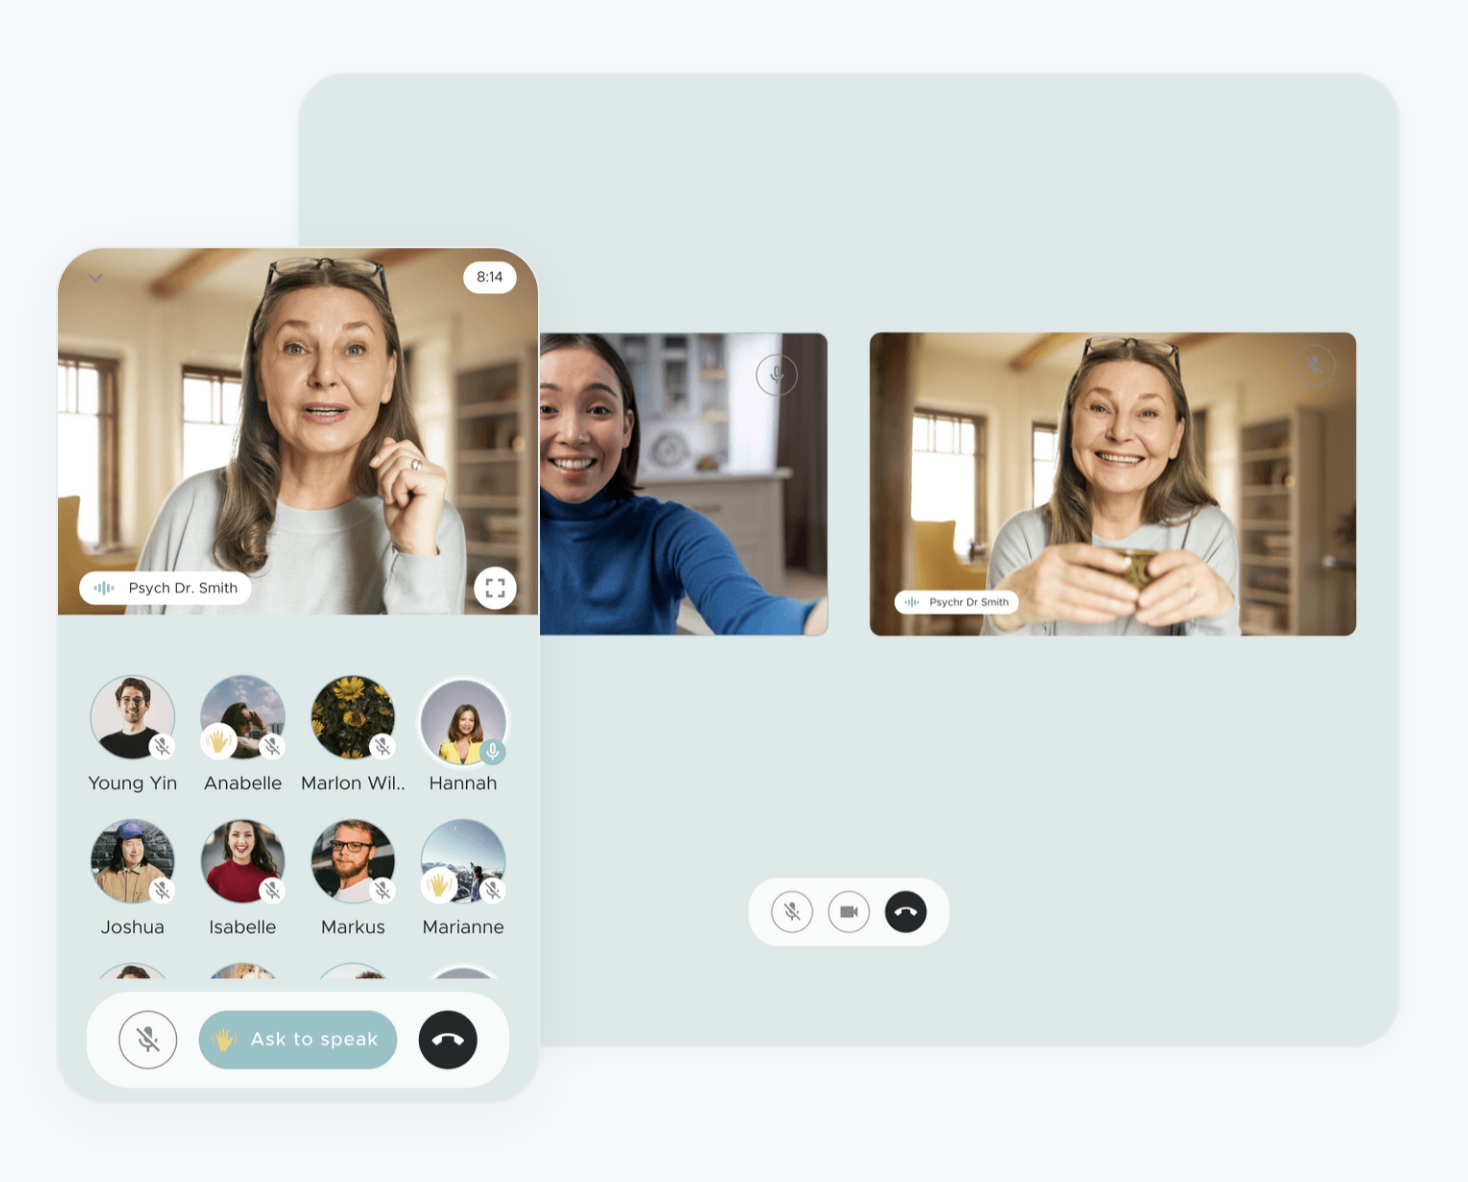 8:14
Psych Dr. Smith
Psychr Dr Smith
Young Yin
Anabelle
Marlon Wil..
Hannah
Joshua
Isabelle
Markus
Marianne
Ask to speak